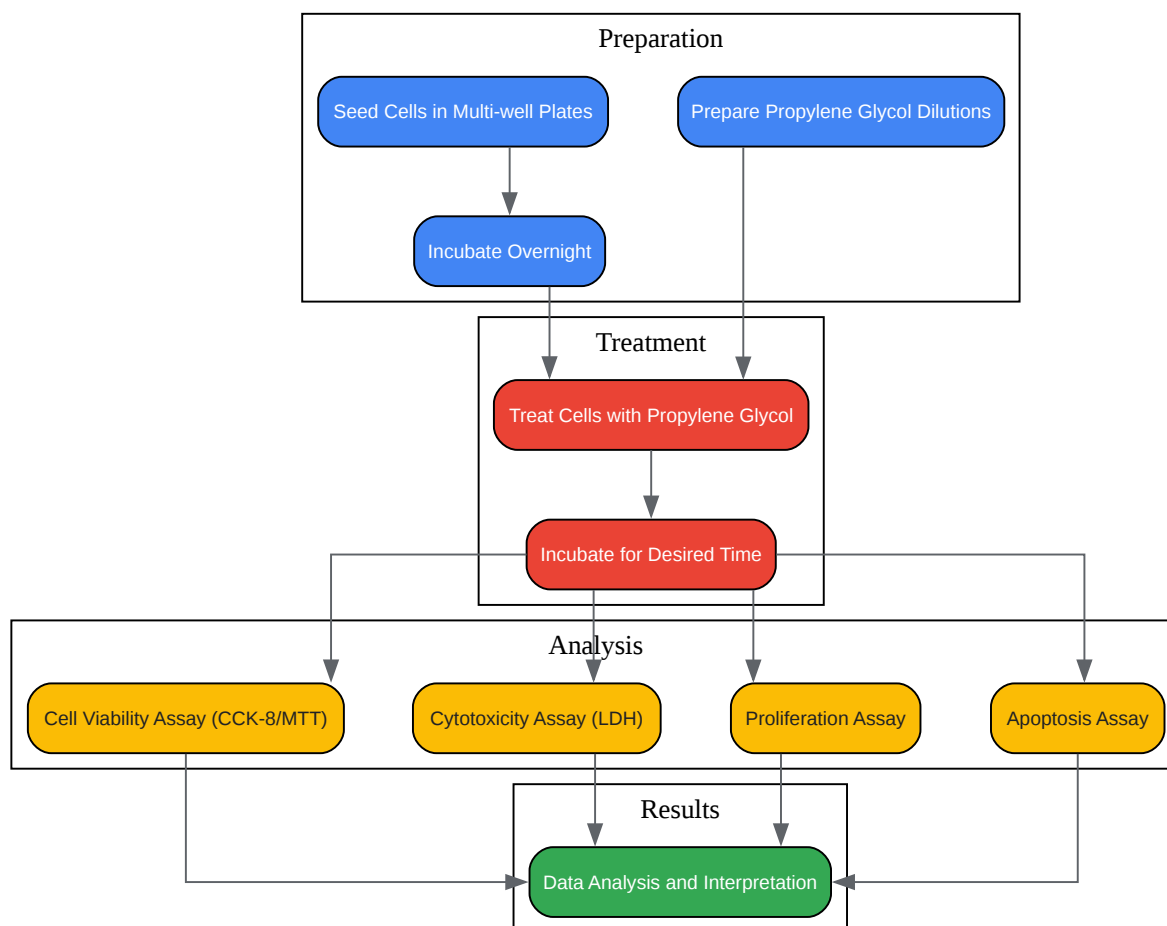 Preparation
Seed Cells in Multi-well Plates
Prepare Propylene Glycol Dilutions
Incubate Overnight
Treatment
Treat Cells with Propylene Glycol
Incubate for Desired Time
Analysis
Cell Viability Assay (CCK-8/MTT)
Cytotoxicity Assay (LDH)
Proliferation Assay
Apoptosis Assay
Results
Data Analysis and Interpretation